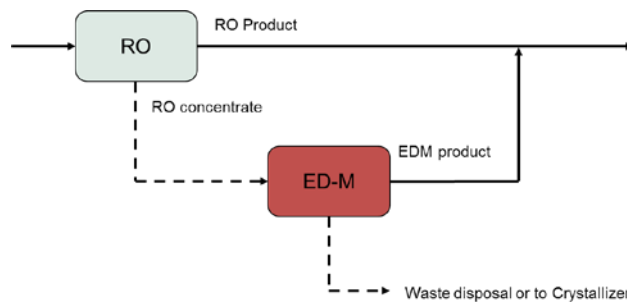 RO Product
RO
RO concentrate
EDM product
ED-M
Waste disposal or to Crystallizer